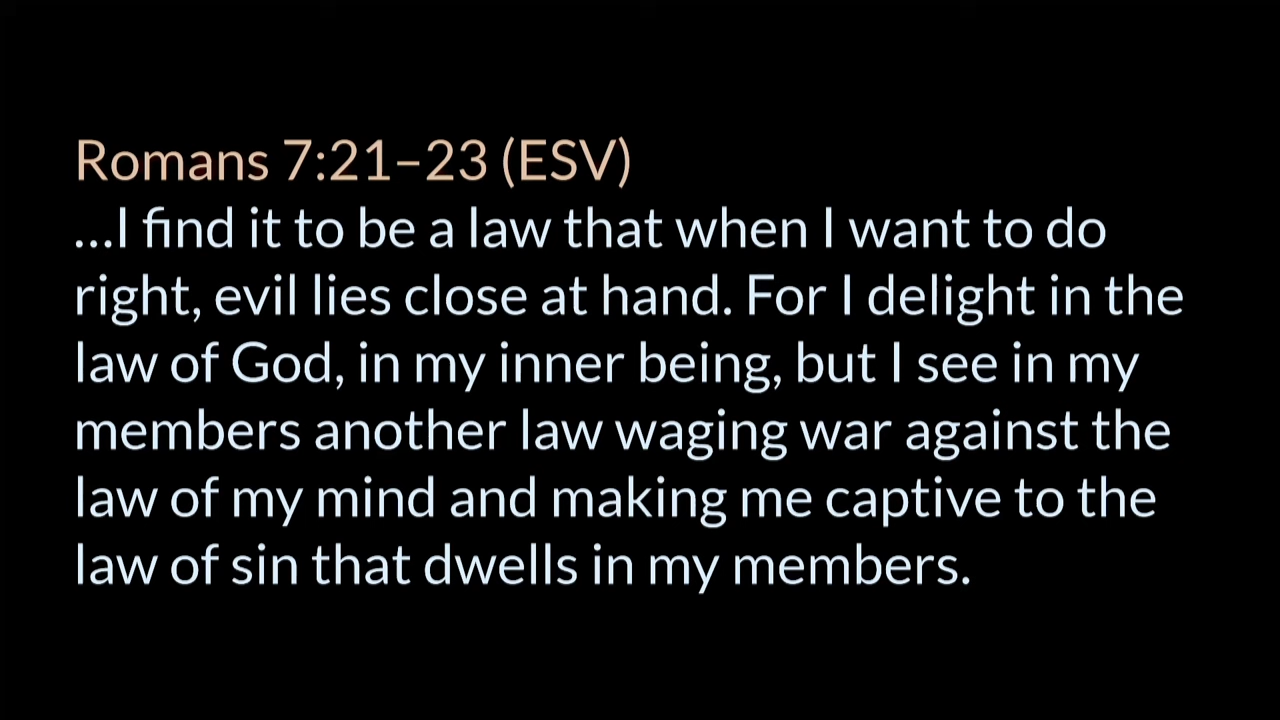 Romans 7:21–23 (ESV)
...I find it to be a law that when I want to do
right, evil lies close at hand. For I delight in the
law of God, in my inner being, but I see in my
members another law waging war against the
law of my mind and making me captive to the
law of sin that dwells in my members.